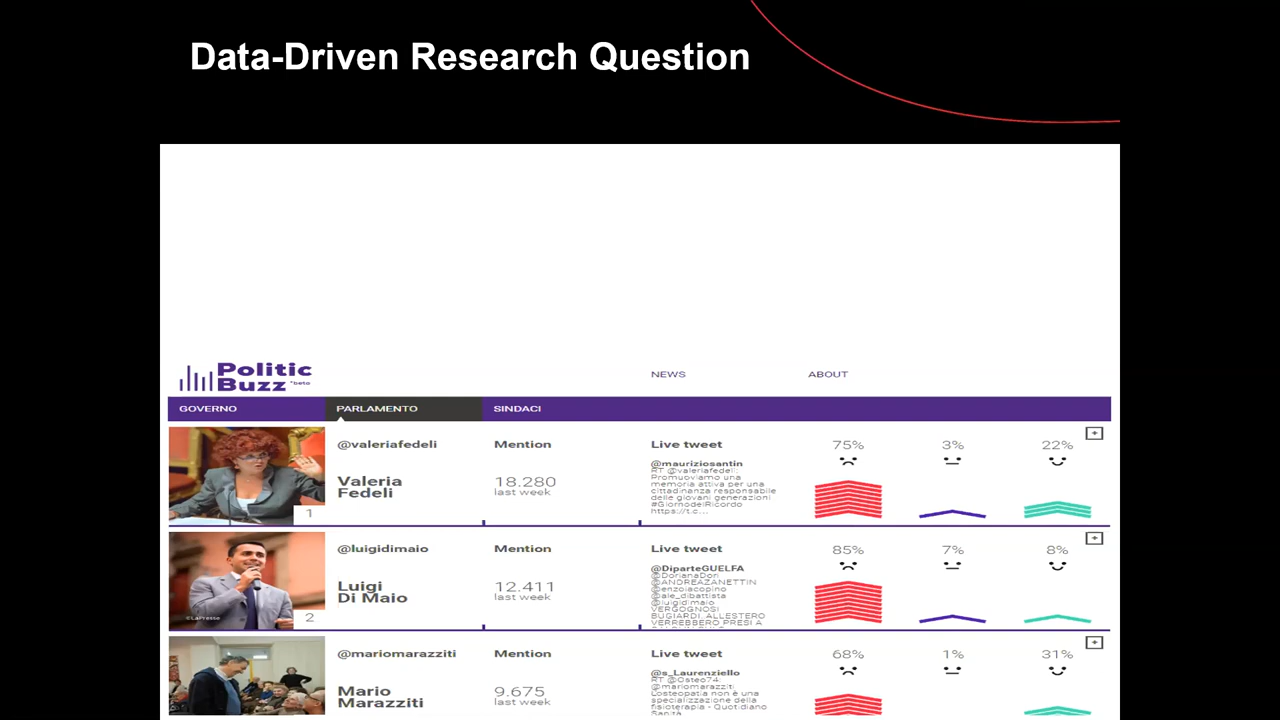 Data-Driven Research Question
Politic
Buzz *beta
NEWS
ABOUT
GOVERNO
PARLAMENTO
SINDACI
@valeriafedeli
Valeria
Fedeli
1
Mention
18.280
last week
Live tweet
@mauriziosantin
RT @valeriafedeli:
Promuoviamo una
memoria attiva per una
cittadinanza responsabile
delle giovani generazioni
#GiornodelRicordo
https://t.c...
75%
3%
22%
@luigidimaio
Luigi
Di Maio
©LaPresse
2
Mention
12.411
last week
Live tweet
@DiparteGUELFA
@DorianaDori
@ANDREAZANETTIN
@enzoiacopino
@ale_dibattista
@luigidimaio
VERGOGNOSI
BUGIARDI, ALL'ESTERO
VERREBBERO PRESI A
85%
7%
8%
@mariomarazziti
Mario
Marazziti
Mention
9.675
last week
Live tweet
@s_Laurenziello
RT @Osteo74:
@mariomarazziti
L'osteopatia non è una
specializzazione della
fisioterapia - Quotidiano
Sanità
68%
1%
31%